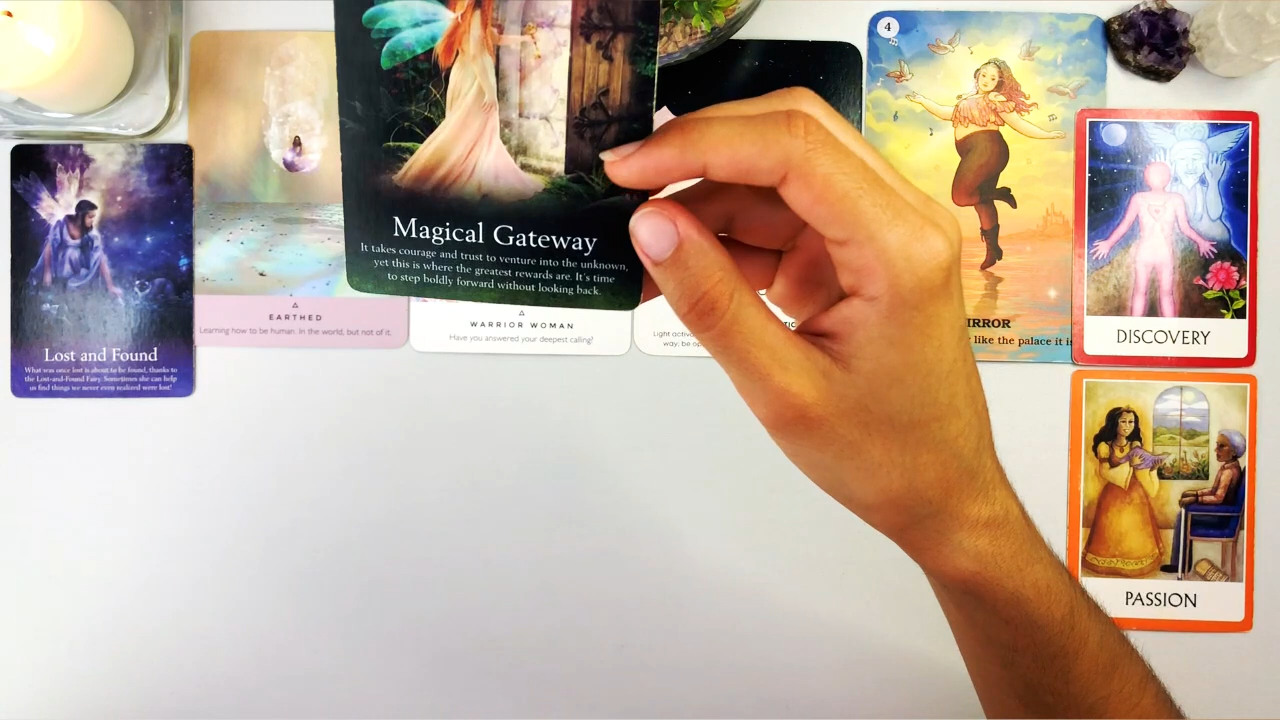 4
Magical Gateway
It takes courage and trust to venture into the unknown,
yet this is where the greatest rewards are. It's time
to step boldly forward without looking back.
Lost and Found
What was once lost is about to be found, thanks to
the Lost-and-Found Fairy. Sometimes she can help
us find things we never even realized were lost!
EARTHED
Learning how to be human. In the world, but not of it.
WARRIOR WOMAN
Have you answered your deepest calling?
Light
way, be
like the palace it is
DISCOVERY
PASSION